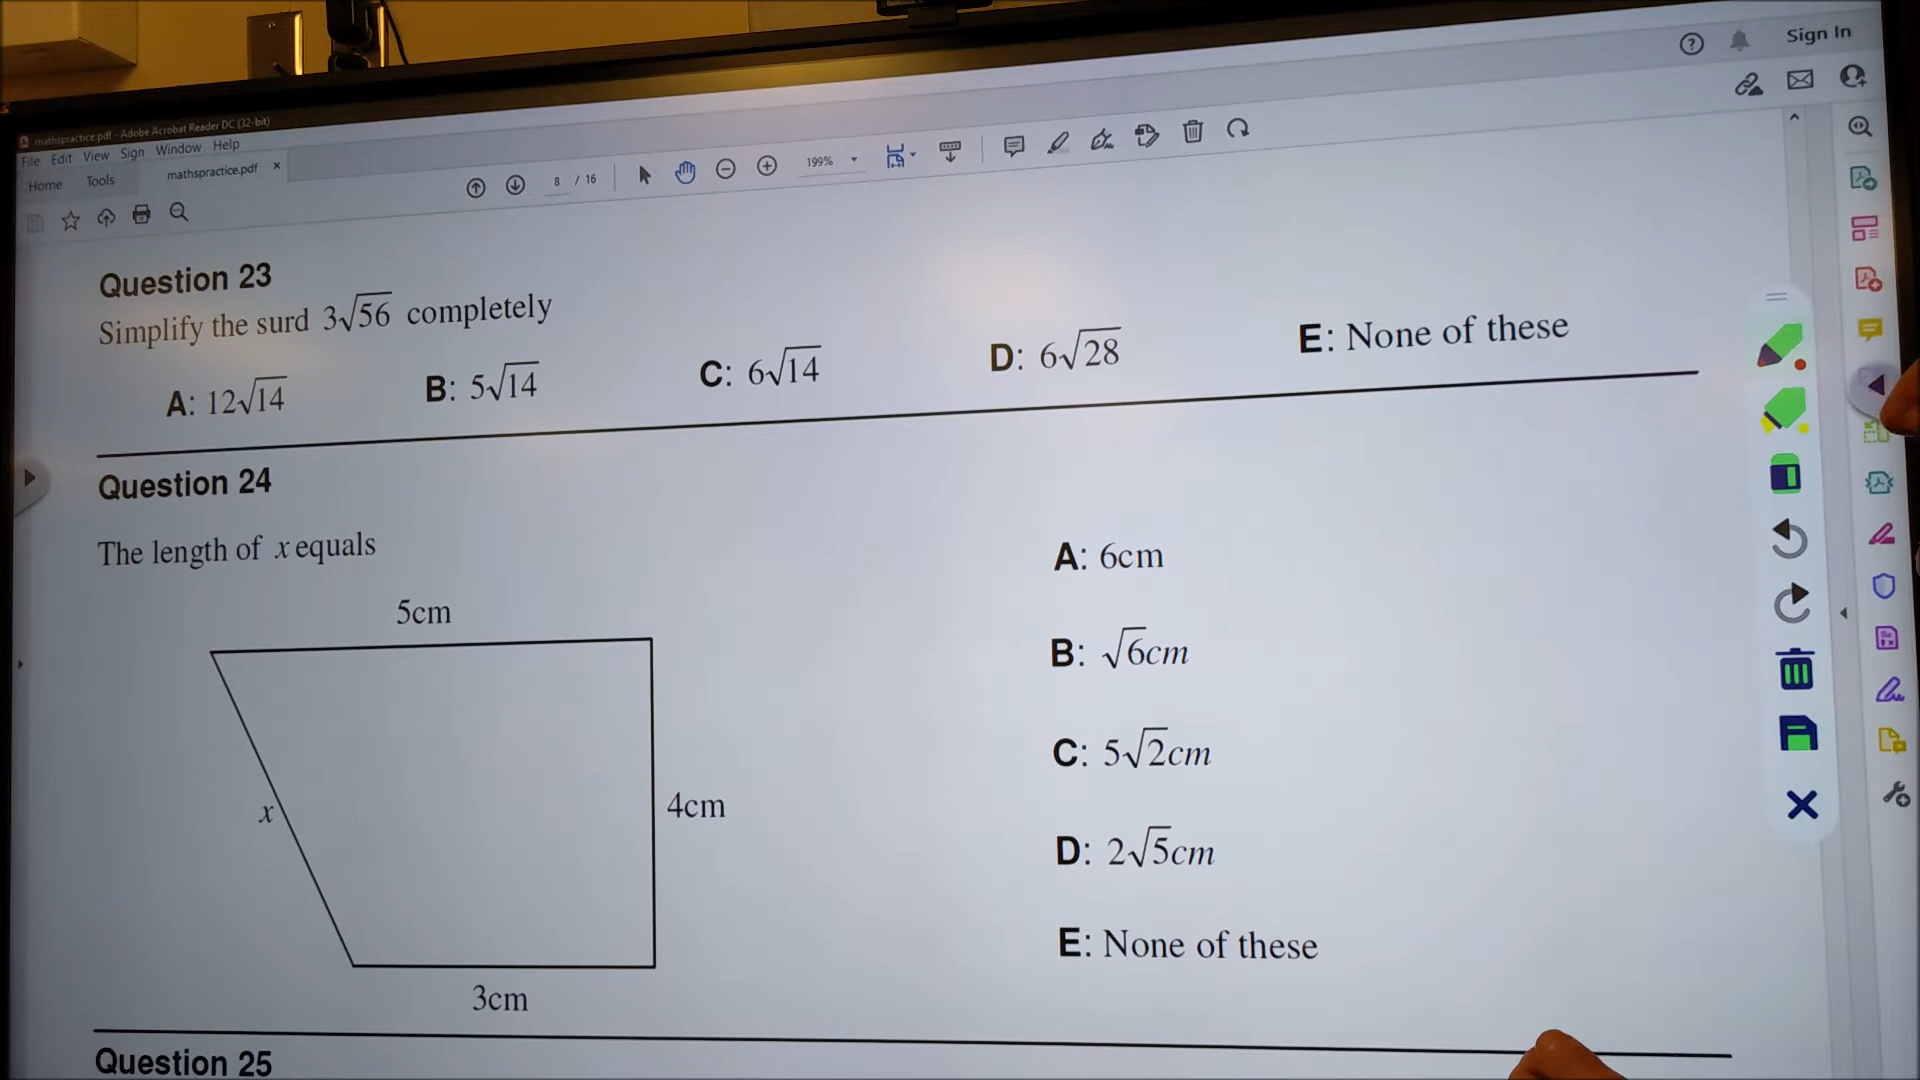 Sign In
mathspractice.pdf - Adobe Acrobat Reader DC (32-bit)
File Edit View Sign Window Help
Home Tools mathspractice.pdf ×
8 / 16 199%
Question 23
Simplify the surd 3√56 completely
A: 12√14 B: 5√14 C: 6√14 D: 6√28 E: None of these
Question 24
The length of x equals
5cm
x
4cm
3cm
A: 6cm
B: √6cm
C: 5√2cm
D: 2√5cm
E: None of these
Question 25